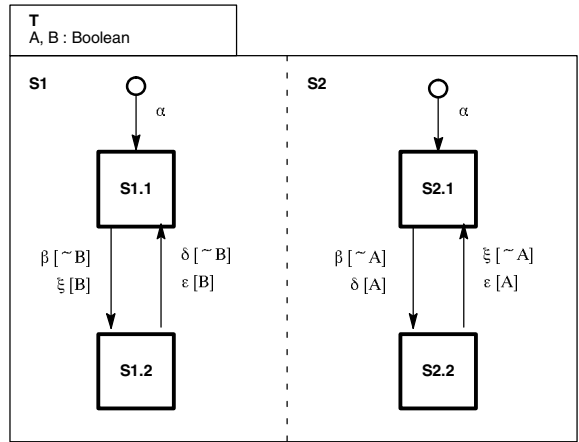 T
A, B : Boolean
S1
S2
α
α
S1.1
S2.1
β [~B]
ξ [B]
δ [~B]
ε [B]
β [~A]
δ [A]
ξ [~A]
ε [A]
S1.2
S2.2